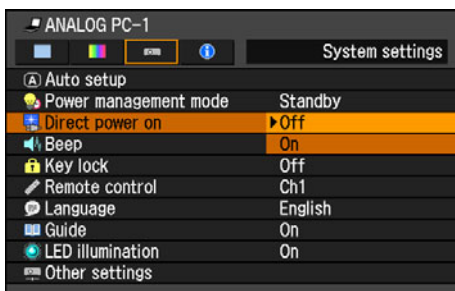 ANALOG PC-1
System settings
A Auto setup
Power management mode Standby
Direct power on Off
Beep On
Key lock Off
Remote control Ch1
Language English
Guide On
LED illumination On
Other settings